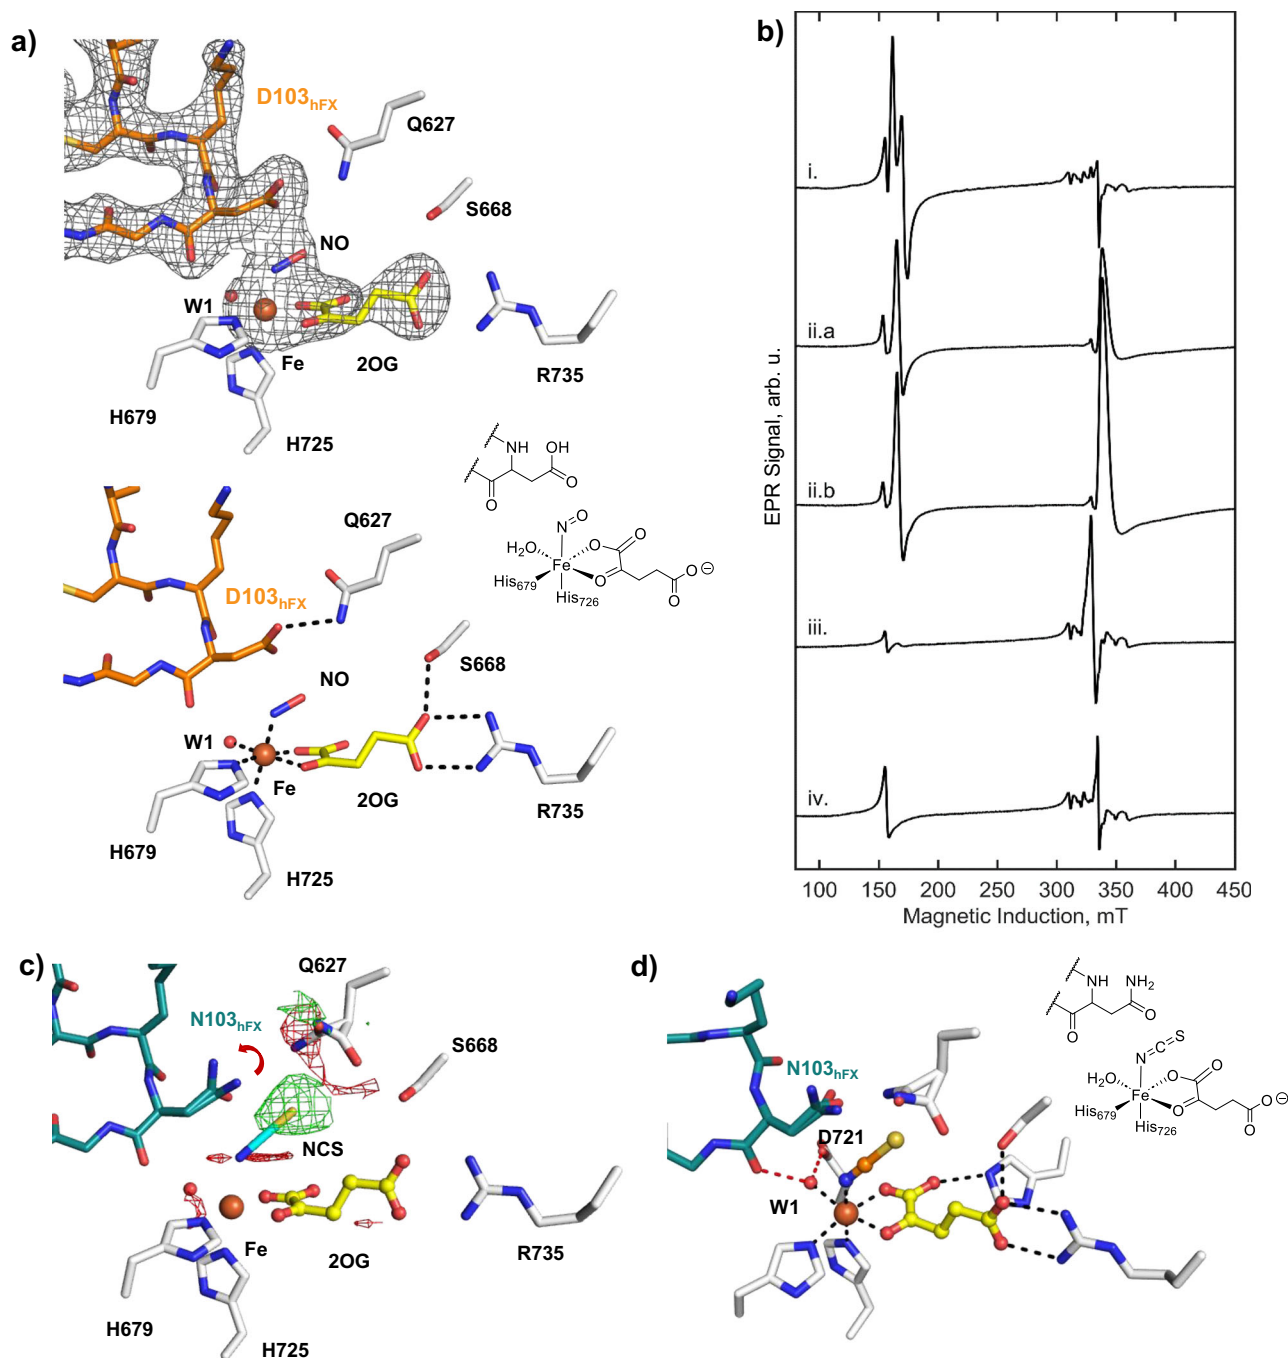 a)
D103hFX
Q627
S668
NO
W1
Fe
2OG
R735
H679
H725
NH
OH
O
O
Q627
N=O
D103hFX
H2O
O
O
Fe
O
O ⊖
His679
His726
O
S668
NO
W1
Fe
2OG
R735
H679
H725
b)
EPR Signal, arb. u.
i.
ii.a
ii.b
iii.
iv.
100 150 200 250 300 350 400 450
Magnetic Induction, mT
c)
Q627
N103hFX
S668
NCS
Fe
2OG
R735
H679
H725
d)
NH
NH2
O
O
N103hFX
N=C=S
H2O
O
O
Fe
O
O ⊖
His679
His726
O
D721
W1